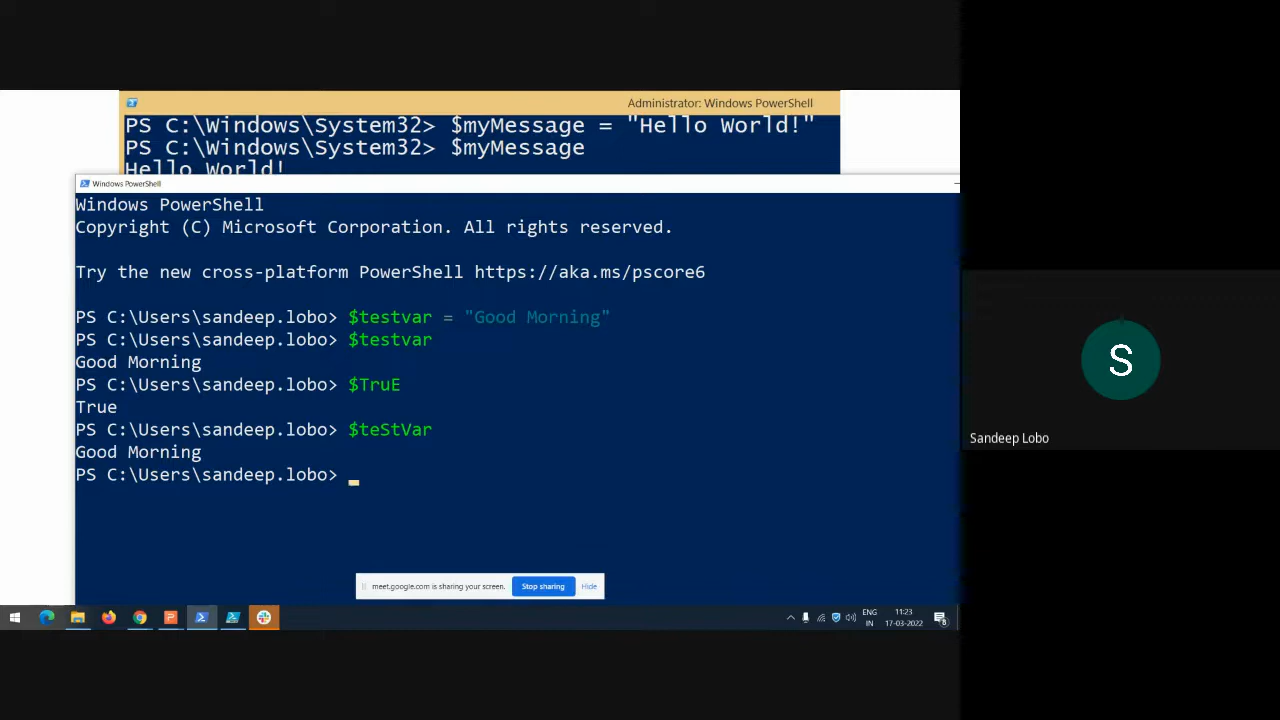 Administrator: Windows PowerShell
PS C:\Windows\System32> $myMessage = "Hello World!"
PS C:\Windows\System32> $myMessage
Hello World!
Windows PowerShell
Windows PowerShell
Copyright (C) Microsoft Corporation. All rights reserved.
Try the new cross-platform PowerShell https://aka.ms/pscore6
PS C:\Users\sandeep.lobo> $testvar = "Good Morning"
PS C:\Users\sandeep.lobo> $testvar
Good Morning
PS C:\Users\sandeep.lobo> $TruE
True
PS C:\Users\sandeep.lobo> $teStVar
Good Morning
PS C:\Users\sandeep.lobo>
S
Sandeep Lobo
meet.google.com is sharing your screen. Stop sharing Hide
ENG 11:23
IN 17-03-2022 8